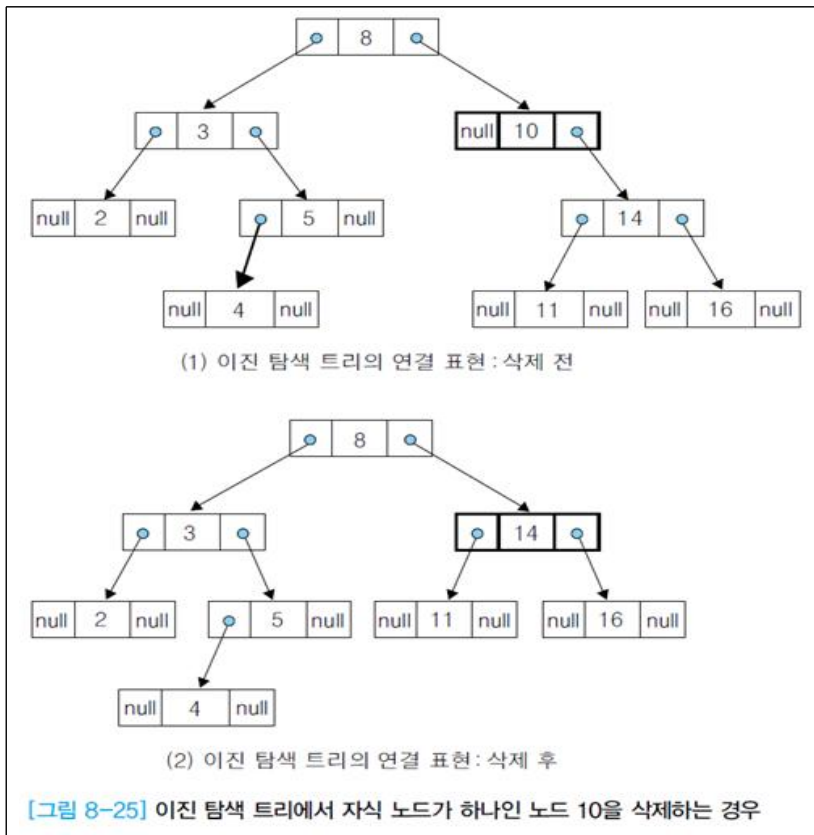 8
3
null 10
null 2 null
5 null
14
null 4 null
null 11 null
null 16 null
(1) 이진 탐색 트리의 연결 표현 : 삭제 전
8
3
14
null 2 null
5 null
null 11 null
null 16 null
null 4 null
(2) 이진 탐색 트리의 연결 표현 : 삭제 후
[그림 8-25] 이진 탐색 트리에서 자식 노드가 하나인 노드 10을 삭제하는 경우